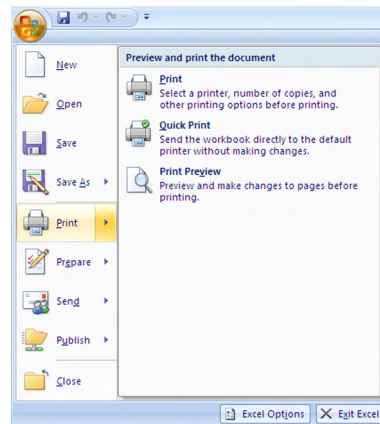 New
Open
Save
Save As
Print
Prepare
Send
Publish
Close
Preview and print the document
Print
Select a printer, number of copies, and
other printing options before printing.
Quick Print
Send the workbook directly to the default
printer without making changes.
Print Preview
Preview and make changes to pages before
printing.
Excel Options
Exit Excel